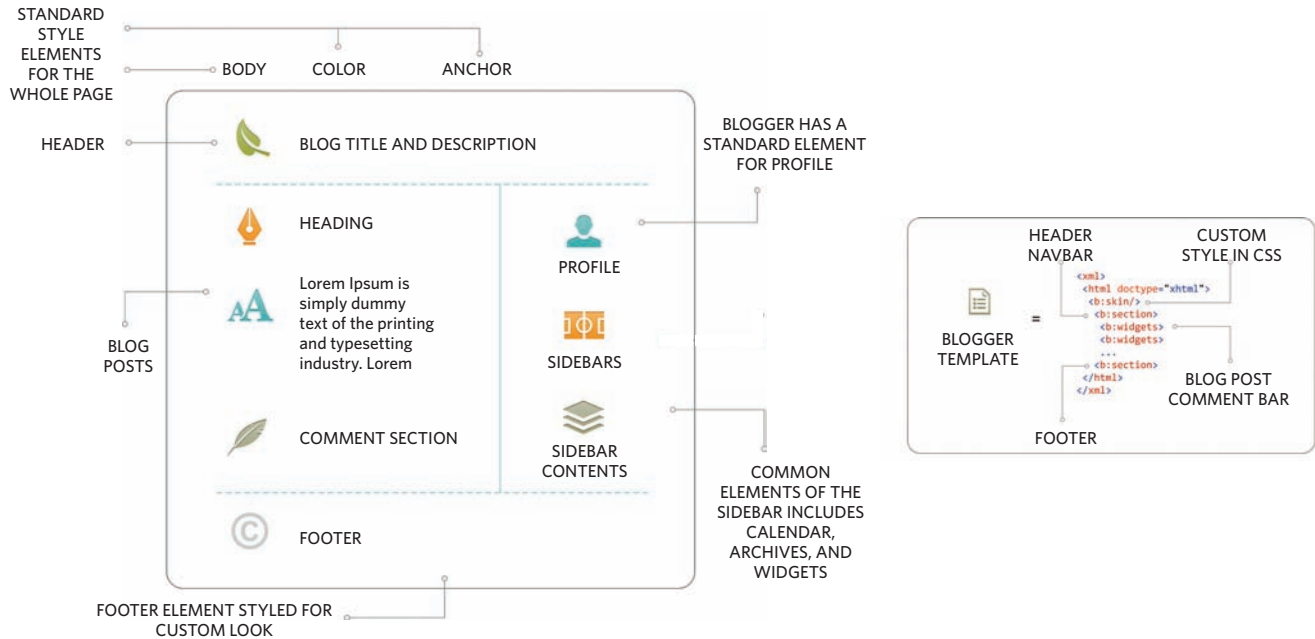 STANDARD
STYLE
ELEMENTS
FOR THE
WHOLE PAGE
BODY
COLOR
ANCHOR
HEADER
BLOG TITLE AND DESCRIPTION
BLOGGER HAS A
STANDARD ELEMENT
FOR PROFILE
HEADING
PROFILE
Lorem Ipsum is
simply dummy
text of the printing
and typesetting
industry. Lorem
AA
BLOG
POSTS
SIDEBARS
COMMENT SECTION
SIDEBAR
CONTENTS
COMMON
ELEMENTS OF THE
SIDEBAR INCLUDES
CALENDAR,
ARCHIVES, AND
WIDGETS
©
FOOTER
FOOTER ELEMENT STYLED FOR
CUSTOM LOOK
HEADER
NAVBAR
CUSTOM
STYLE IN CSS
BLOGGER
TEMPLATE
=
<xml>
<html doctype="xhtml">
<b:skin/>
<b:section>
<b:widgets>
<b:widgets>
...
<b:section>
</html>
</xml>
BLOG POST
COMMENT BAR
FOOTER